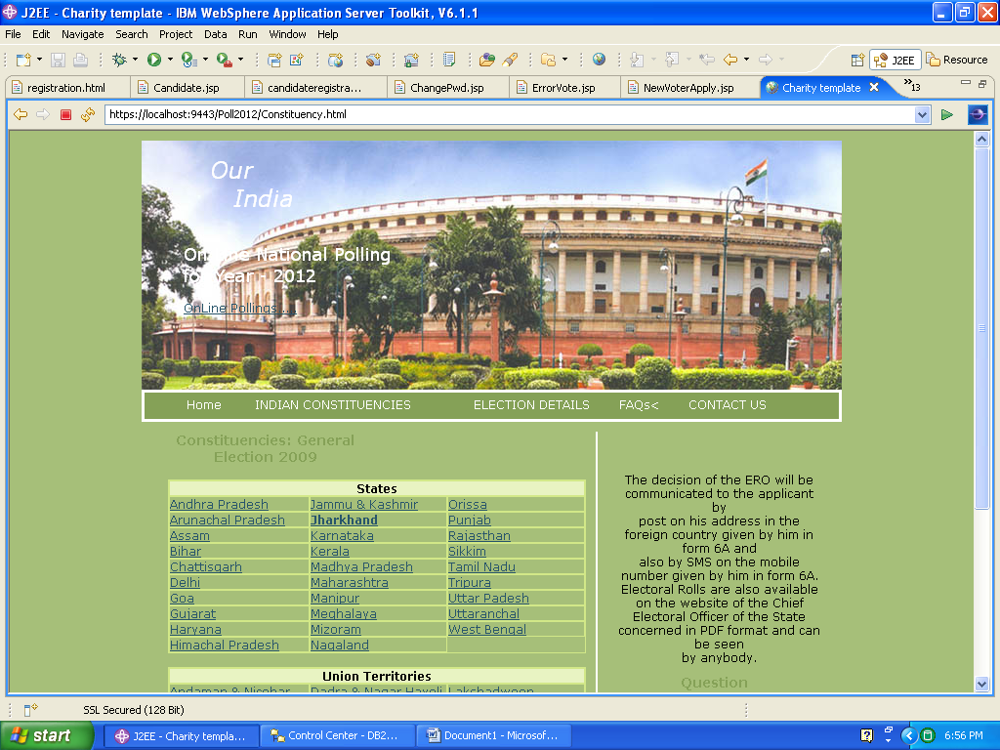 J2EE - Charity template - IBM WebSphere Application Server Toolkit, V6.1.1
File Edit Navigate Search Project Data Run Window Help
J2EE Resource
registration.html Candidate.jsp candidateregistra... ChangePwd.jsp ErrorVote.jsp NewVoterApply.jsp Charity template »13
https://localhost:9443/Poll2012/Constituency.html
Our
India
OnLine National Polling
for Year - 2012
OnLine Pollings ...
Home INDIAN CONSTITUENCIES ELECTION DETAILS FAQs< CONTACT US
Constituencies: General
Election 2009
States
Andhra Pradesh Jammu & Kashmir Orissa
Arunachal Pradesh Jharkhand Punjab
Assam Karnataka Rajasthan
Bihar Kerala Sikkim
Chattisgarh Madhya Pradesh Tamil Nadu
Delhi Maharashtra Tripura
Goa Manipur Uttar Padesh
Gujarat Meghalaya Uttaranchal
Haryana Mizoram West Bengal
Himachal Pradesh Nagaland
Union Territories
Andaman & Nicobar Dadra & Nagar Haveli Lakshadweep
The decision of the ERO will be
communicated to the applicant
by
post on his address in the
foreign country given by him in
form 6A and
also by SMS on the mobile
number given by him in form 6A.
Electoral Rolls are also available
on the website of the Chief
Electoral Officer of the State
concerned in PDF format and can
be seen
by anybody.
Question
SSL Secured (128 Bit)
start J2EE - Charity templa... Control Center - DB2... Document1 - Microsof... 6:56 PM